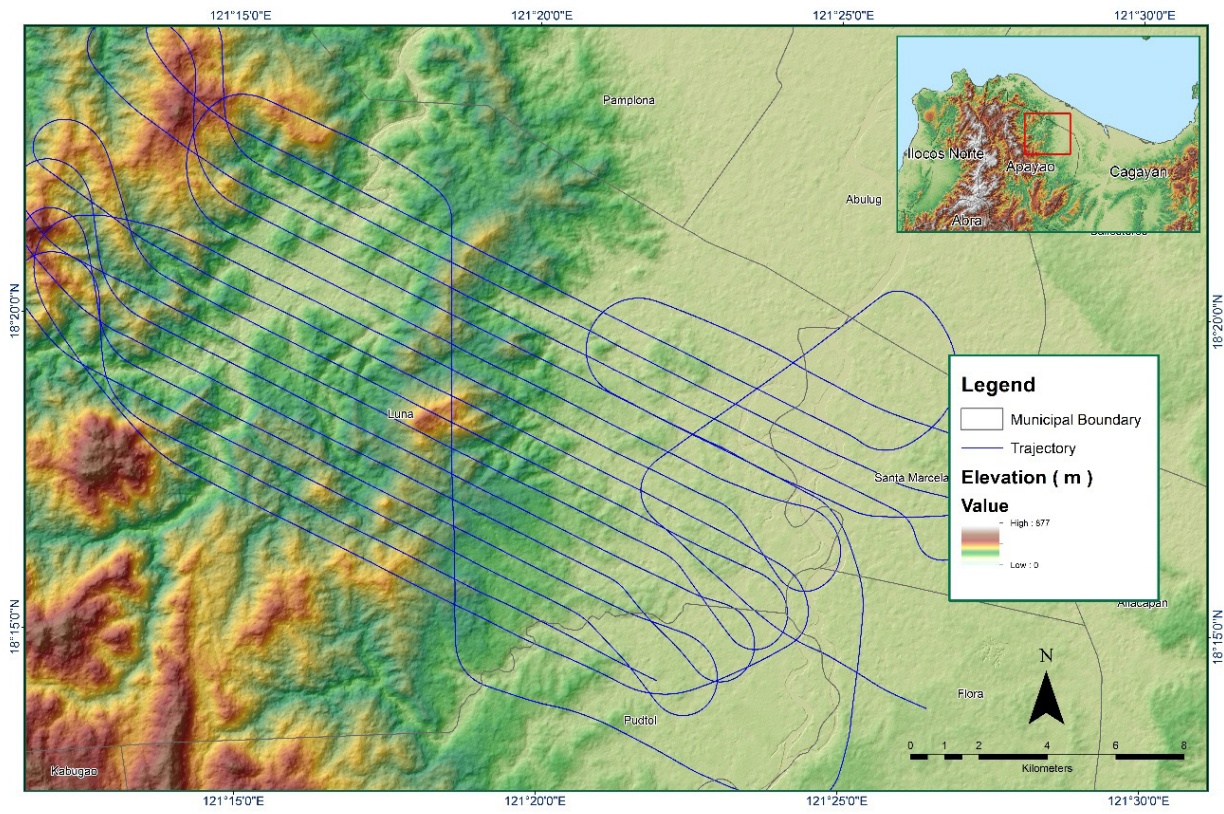 121°15'0"E 121°20'0"E 121°25'0"E 121°30'0"E
Pamplona
Abulug
Ilocos Norte
Apayao
Cagayan
Abra
18°20'0"N
18°20'0"N
Luna
Legend
Municipal Boundary
Trajectory
Santa Marcela
Elevation ( m )
Value
High : 877
Low : 0
18°15'0"N
Allacapan
18°15'0"N
N
Flora
Pudtol
0 1 2 4 6 8
Kilometers
Kabugao
121°15'0"E 121°20'0"E 121°25'0"E 121°30'0"E